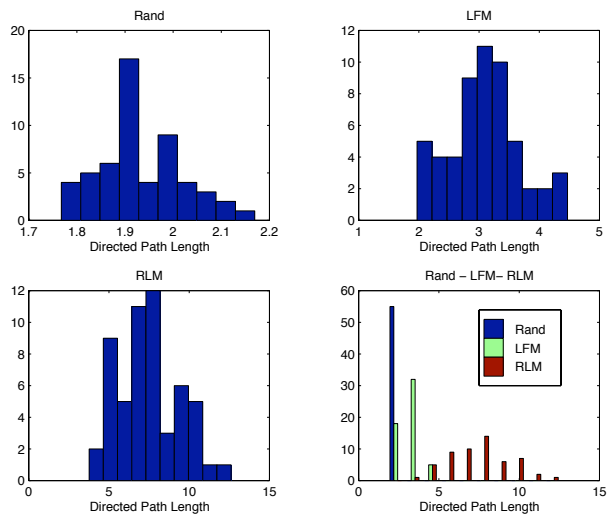 Rand
20
15
10
5
0
1.7 1.8 1.9 2 2.1 2.2
Directed Path Length
LFM
12
10
8
6
4
2
0
1 2 3 4 5
Directed Path Length
RLM
12
10
8
6
4
2
0
0 5 10 15
Directed Path Length
Rand – LFM– RLM
60
50
40
30
20
10
0
0 5 10 15
Directed Path Length
Rand
LFM
RLM